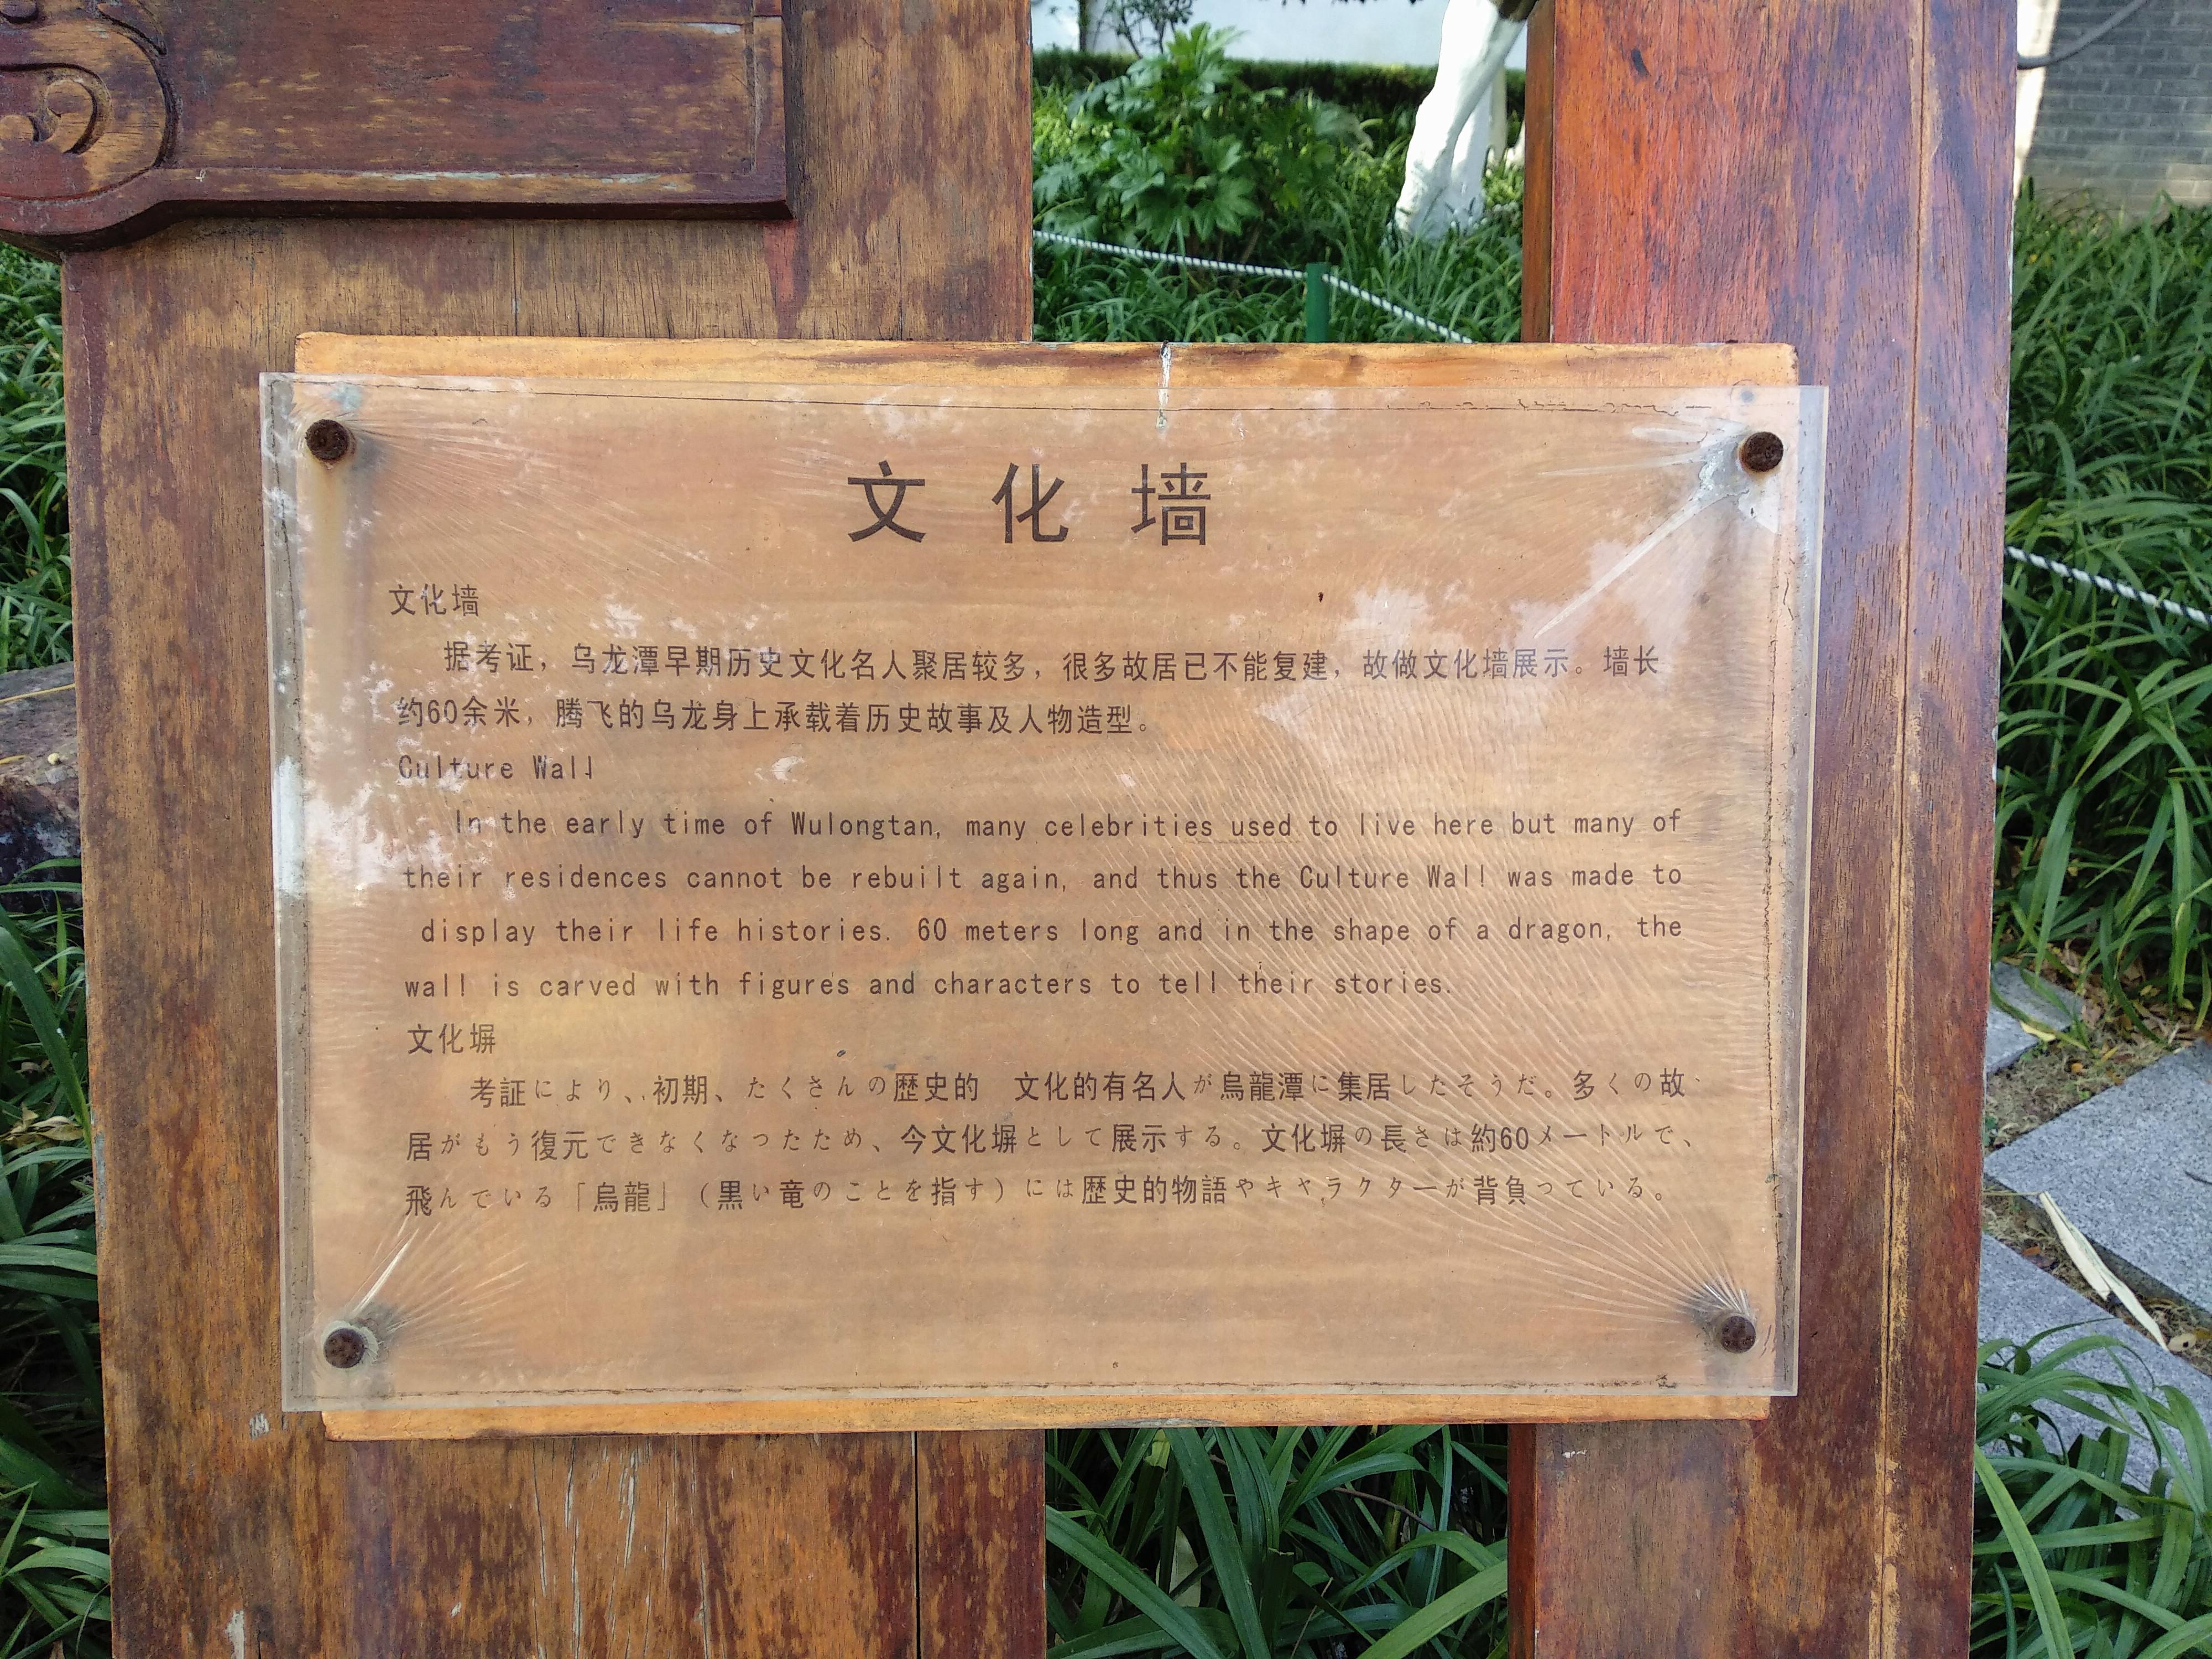 文化墙
文化墙
据考证，乌龙潭早期历史文化名人聚居较多，很多故居已不能复建，故做文化墙展示。墙长
约60余米，腾飞的乌龙身上承载着历史故事及人物造型。
Culture Wall
In the early time of Wulongtan, many celebrities used to live here but many of
their residences cannot be rebuilt again, and thus the Culture Wall was made to
display their life histories. 60 meters long and in the shape of a dragon, the
wall is carved with figures and characters to tell their stories.
文化塀
考証により、初期、たくさんの歴史的　文化的有名人が烏龍潭に集居したそうだ。多くの故
居がもう復元できなくなつたため、今文化塀として展示する。文化塀の長さは約60メートルで、
飛んでいる「烏龍」（黒い竜のことを指す）には歴史的物語やキャラクターが背負っている。